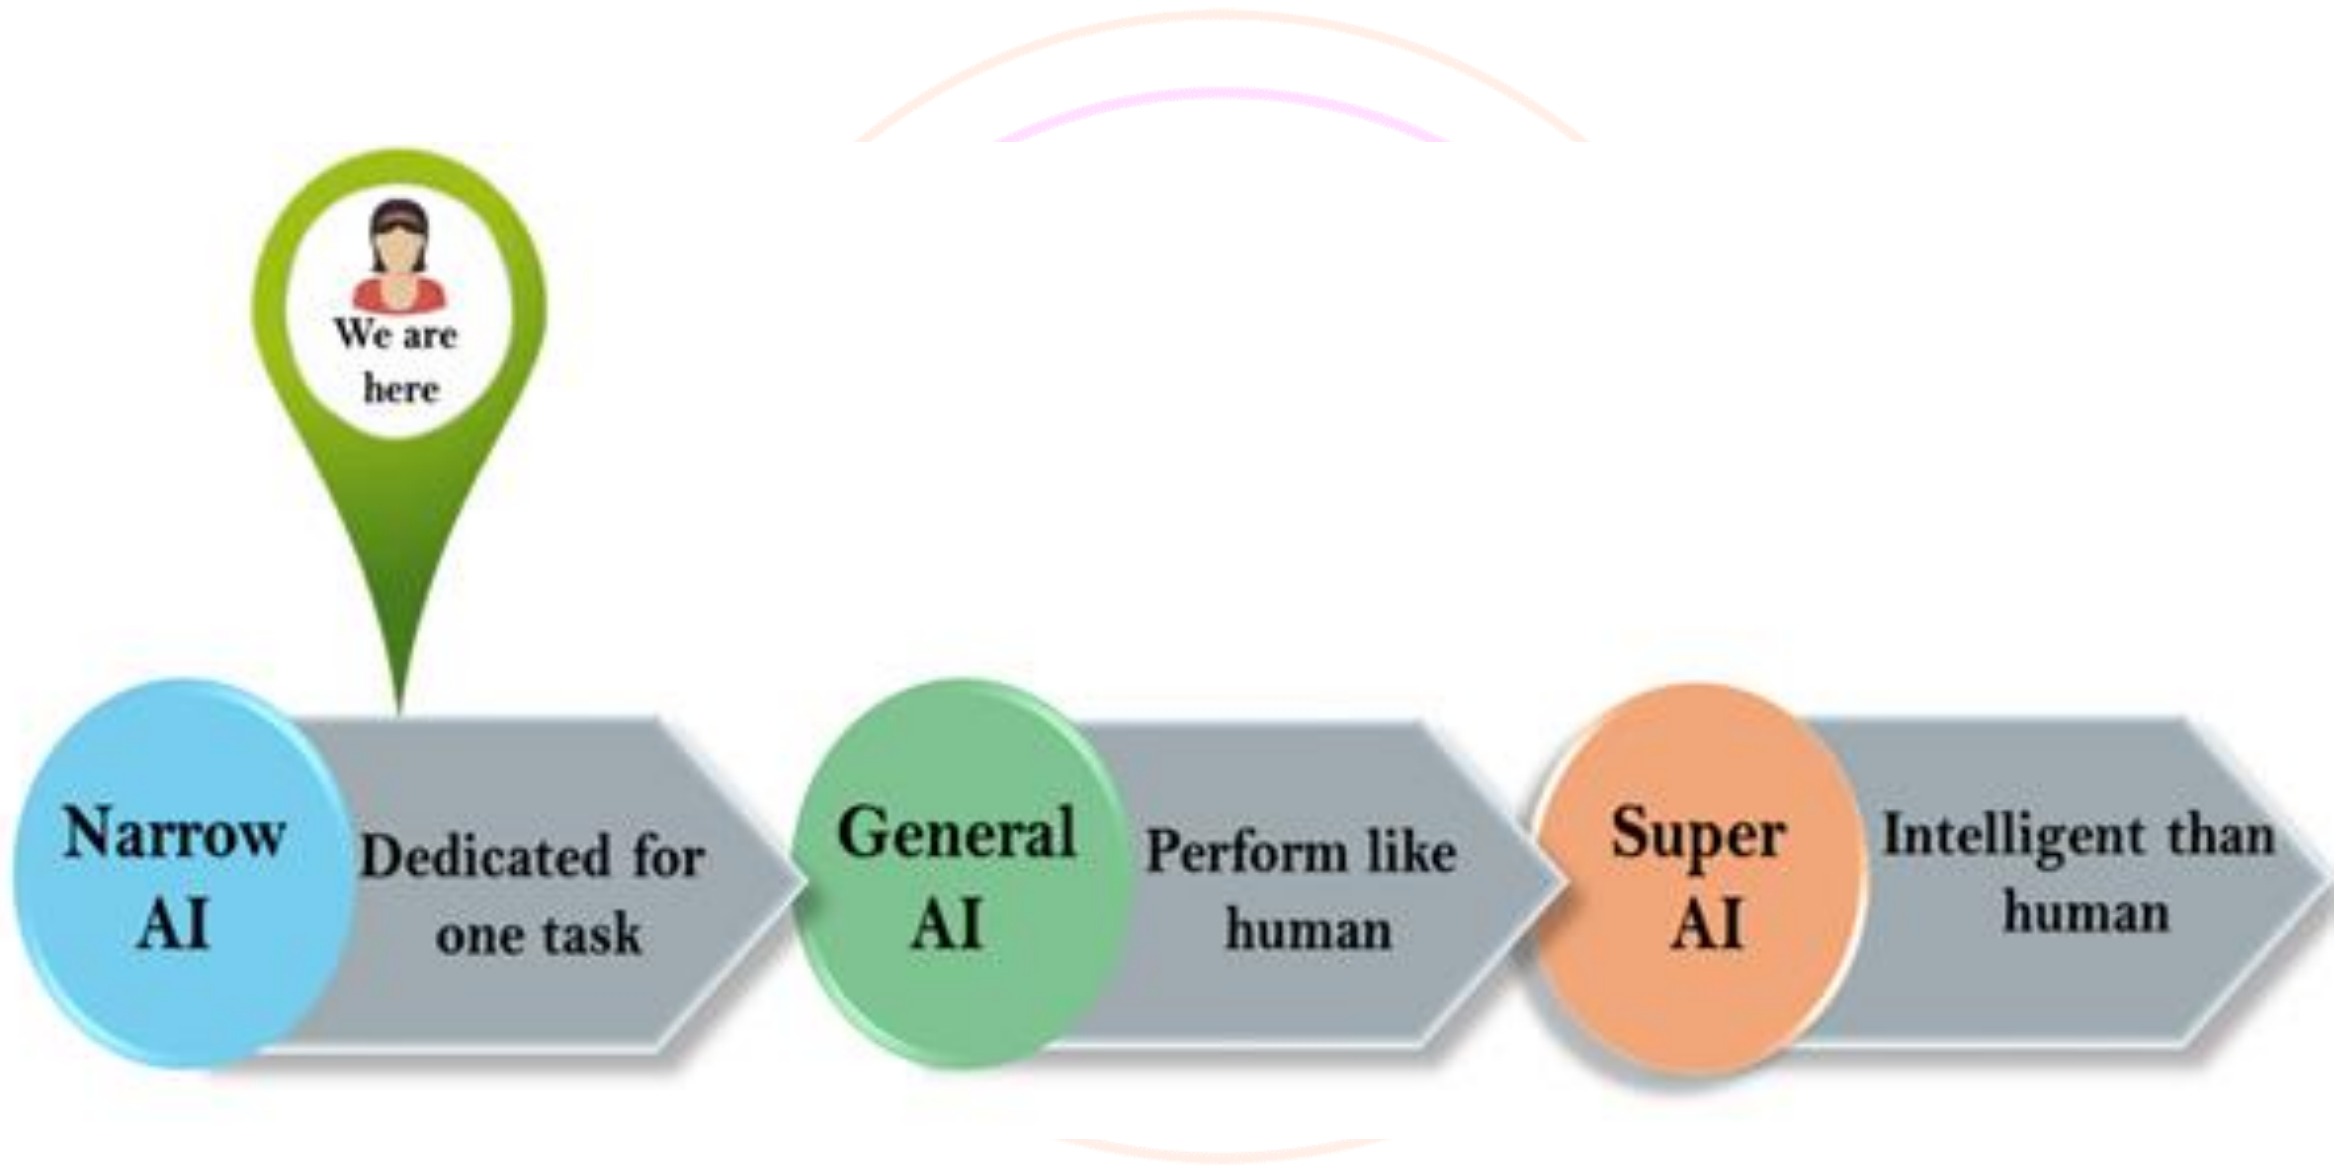 We are
here
Narrow
AI
Dedicated for
one task
General
AI
Perform like
human
Super
AI
Intelligent than
human